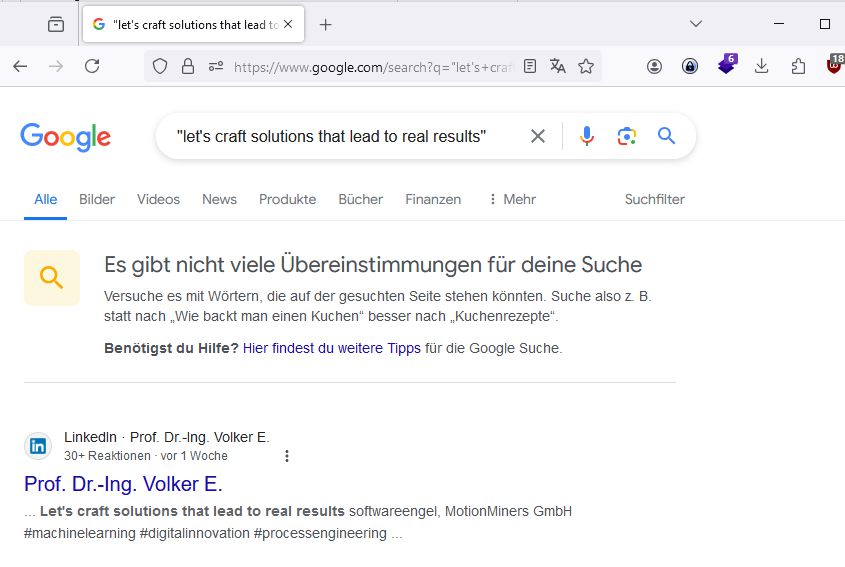 "let's craft solutions that lead to
https://www.google.com/search?q="let's+craf
6
18
Google
"let's craft solutions that lead to real results"
Alle Bilder Videos News Produkte Bücher Finanzen Mehr Suchfilter
Es gibt nicht viele Übereinstimmungen für deine Suche
Versuche es mit Wörtern, die auf der gesuchten Seite stehen könnten. Suche also z. B.
statt nach „Wie backt man einen Kuchen“ besser nach „Kuchenrezepte“.
Benötigst du Hilfe? Hier findest du weitere Tipps für die Google Suche.
in
LinkedIn · Prof. Dr.-Ing. Volker E.
30+ Reaktionen · vor 1 Woche
Prof. Dr.-Ing. Volker E.
... Let's craft solutions that lead to real results softwareengel, MotionMiners GmbH
#machinelearning #digitalinnovation #processengineering ...